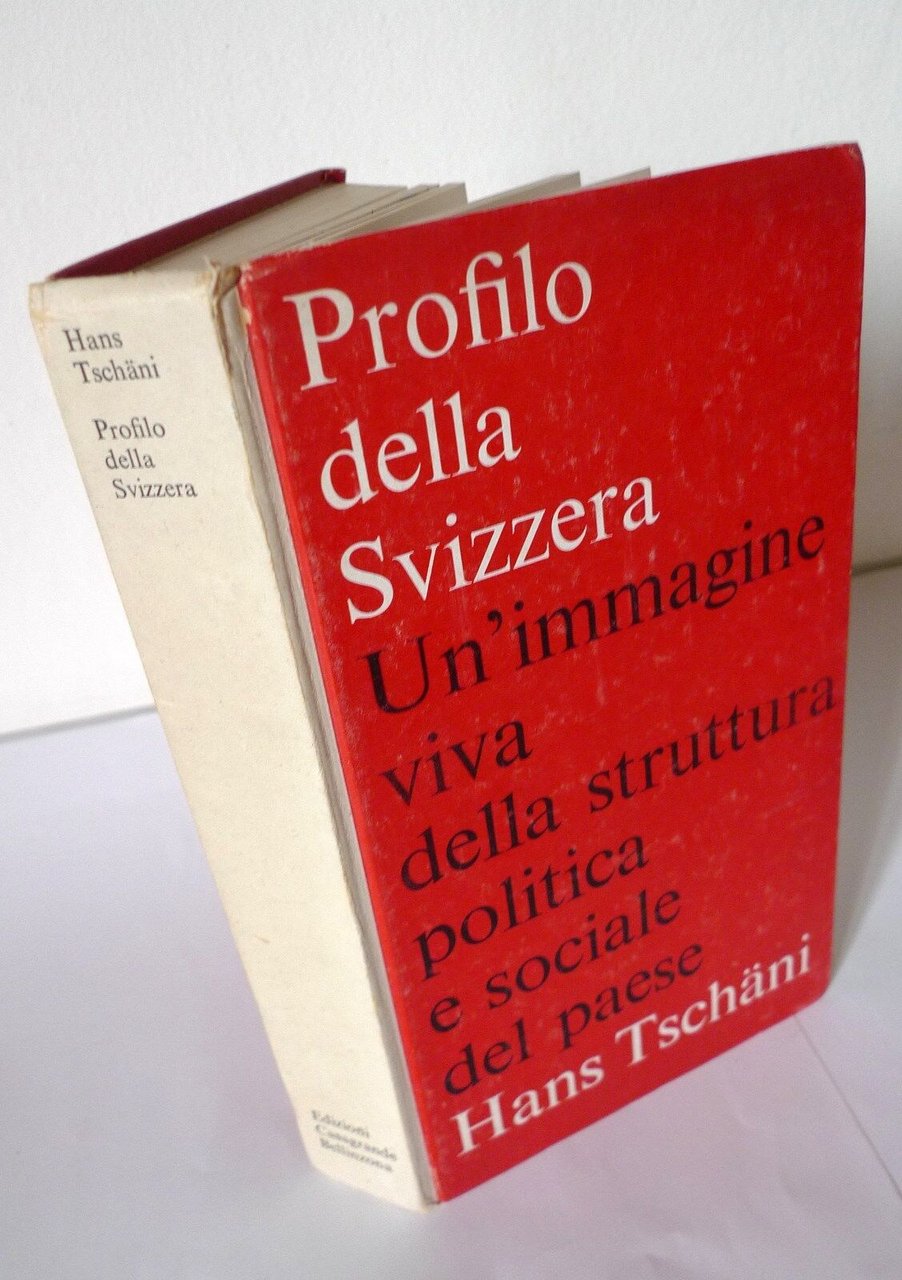 Hans
Tschäni
Profilo
della
Svizzera
Edizioni
Casagrande
Bellinzona
Profilo
della
Svizzera
Un'immagine
viva
della struttura
politica
e sociale
del paese
Hans Tschäni